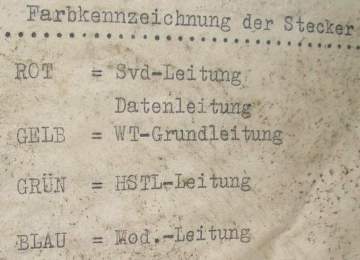 Farbkennzeichnung der Stecker
ROT = Svd-Leitung
Datenleitung
GELB = WT-Grundleitung
GRÜN = HSTL-Leitung
BLAU = Mod.-Leitung